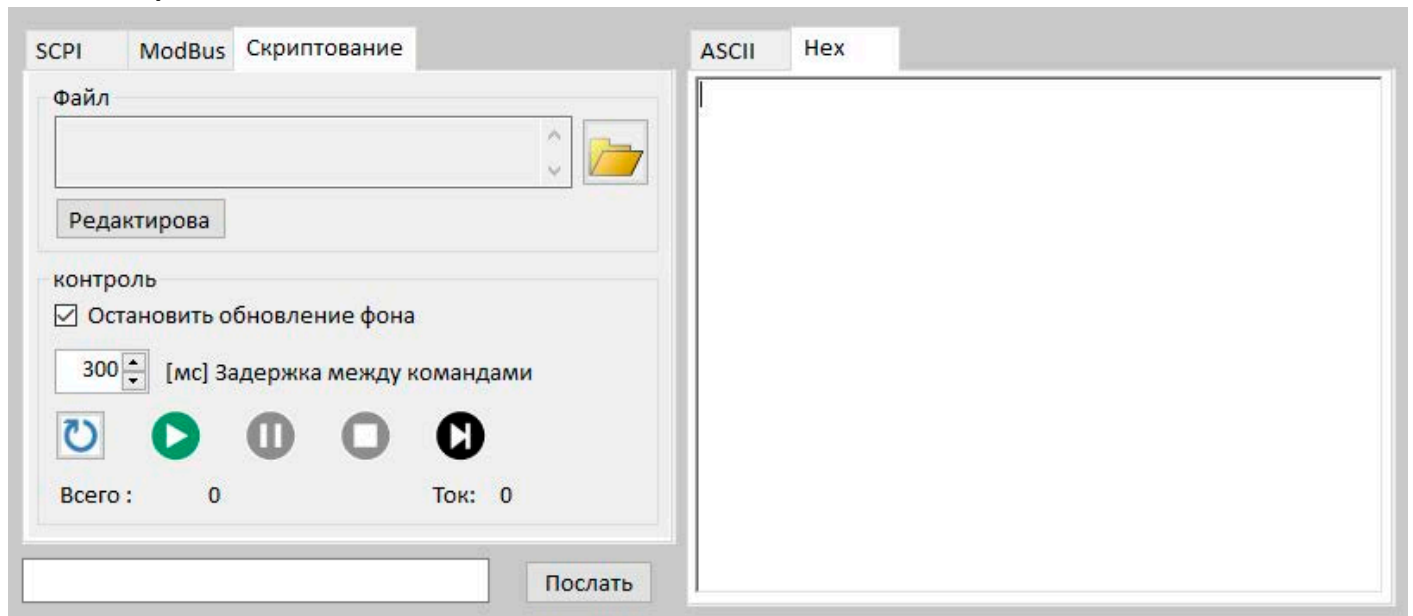 SCPI ModBus Скриптование
Файл
Редактирова
контроль
Остановить обновление фона
300 [мс] Задержка между командами
Всего : 0 Ток: 0
Послать
ASCII Hex